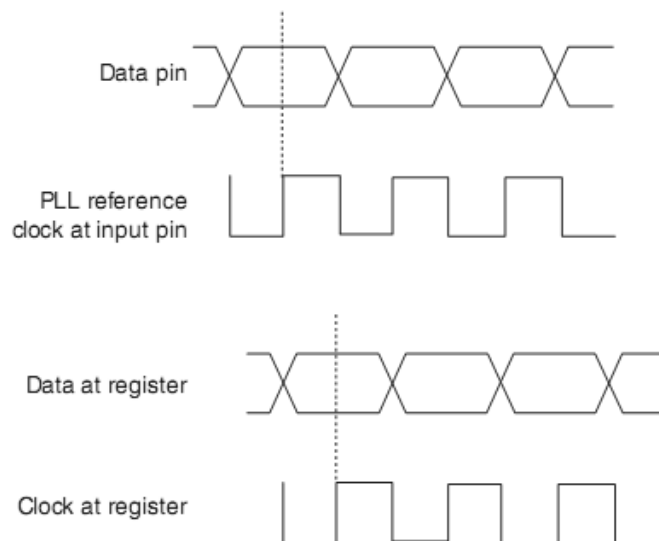 Data pin
PLL reference
clock at input pin
Data at register
Clock at register